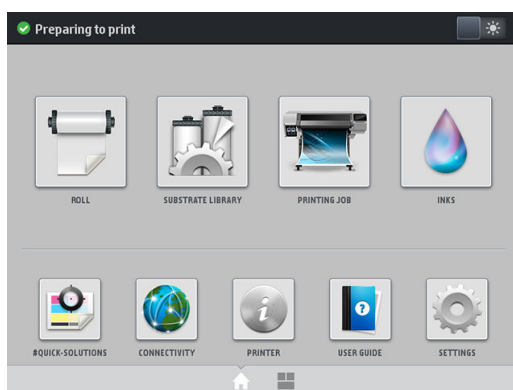 Preparing to print
ROLL
SUBSTRATE LIBRARY
PRINTING JOB
INKS
#QUICK-SOLUTIONS
CONNECTIVITY
PRINTER
USER GUIDE
SETTINGS